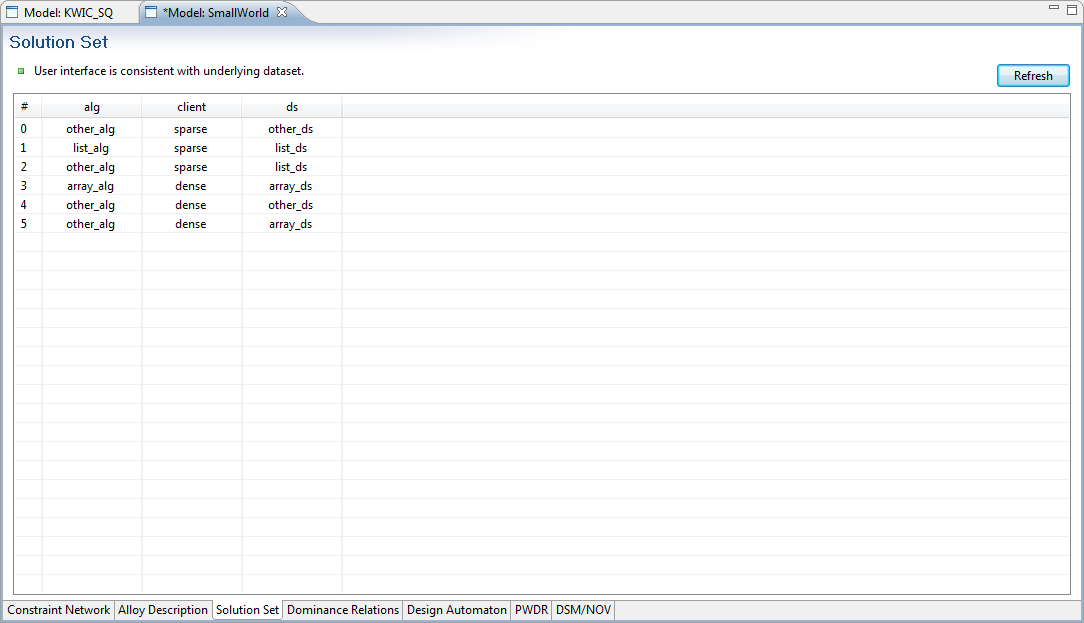 Model: KWIC_SQ *Model: SmallWorld
Solution Set
User interface is consistent with underlying dataset.
Refresh
# alg client ds
0 other_alg sparse other_ds
1 list_alg sparse list_ds
2 other_alg sparse list_ds
3 array_alg dense array_ds
4 other_alg dense other_ds
5 other_alg dense array_ds
Constraint Network Alloy Description Solution Set Dominance Relations Design Automaton PWDR DSM/NOV